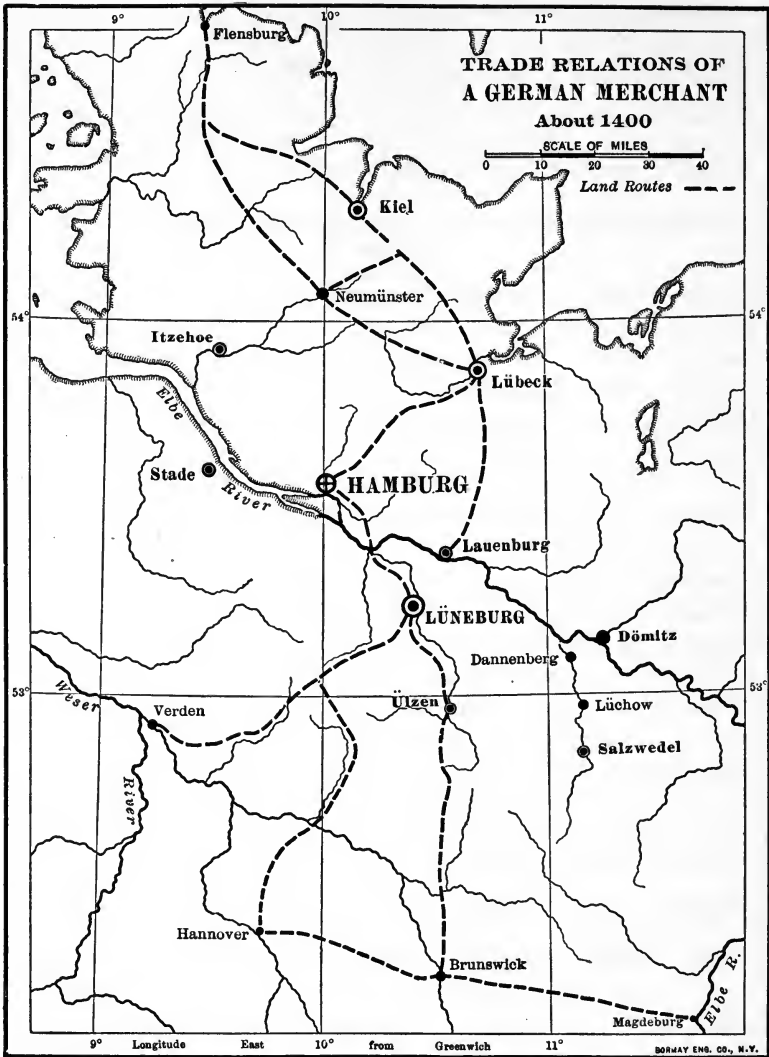 9° 10° 11°
Flensburg
TRADE RELATIONS OF
A GERMAN MERCHANT
About 1400
SCALE OF MILES
0 10 20 30 40
Land Routes
Kiel
Neumünster
54° 54°
Itzehoe
Lübeck
Elbe
River
Stade
HAMBURG
Lauenburg
LÜNEBURG
Dömitz
Dannenberg
53° 53°
Weser
River
Verden
Ülzen
Lüchow
Salzwedel
Hannover
Brunswick
Magdeburg
Elbe R.
9° Longitude East 10° from Greenwich 11°
BORMAY ENG. CO., N.Y.